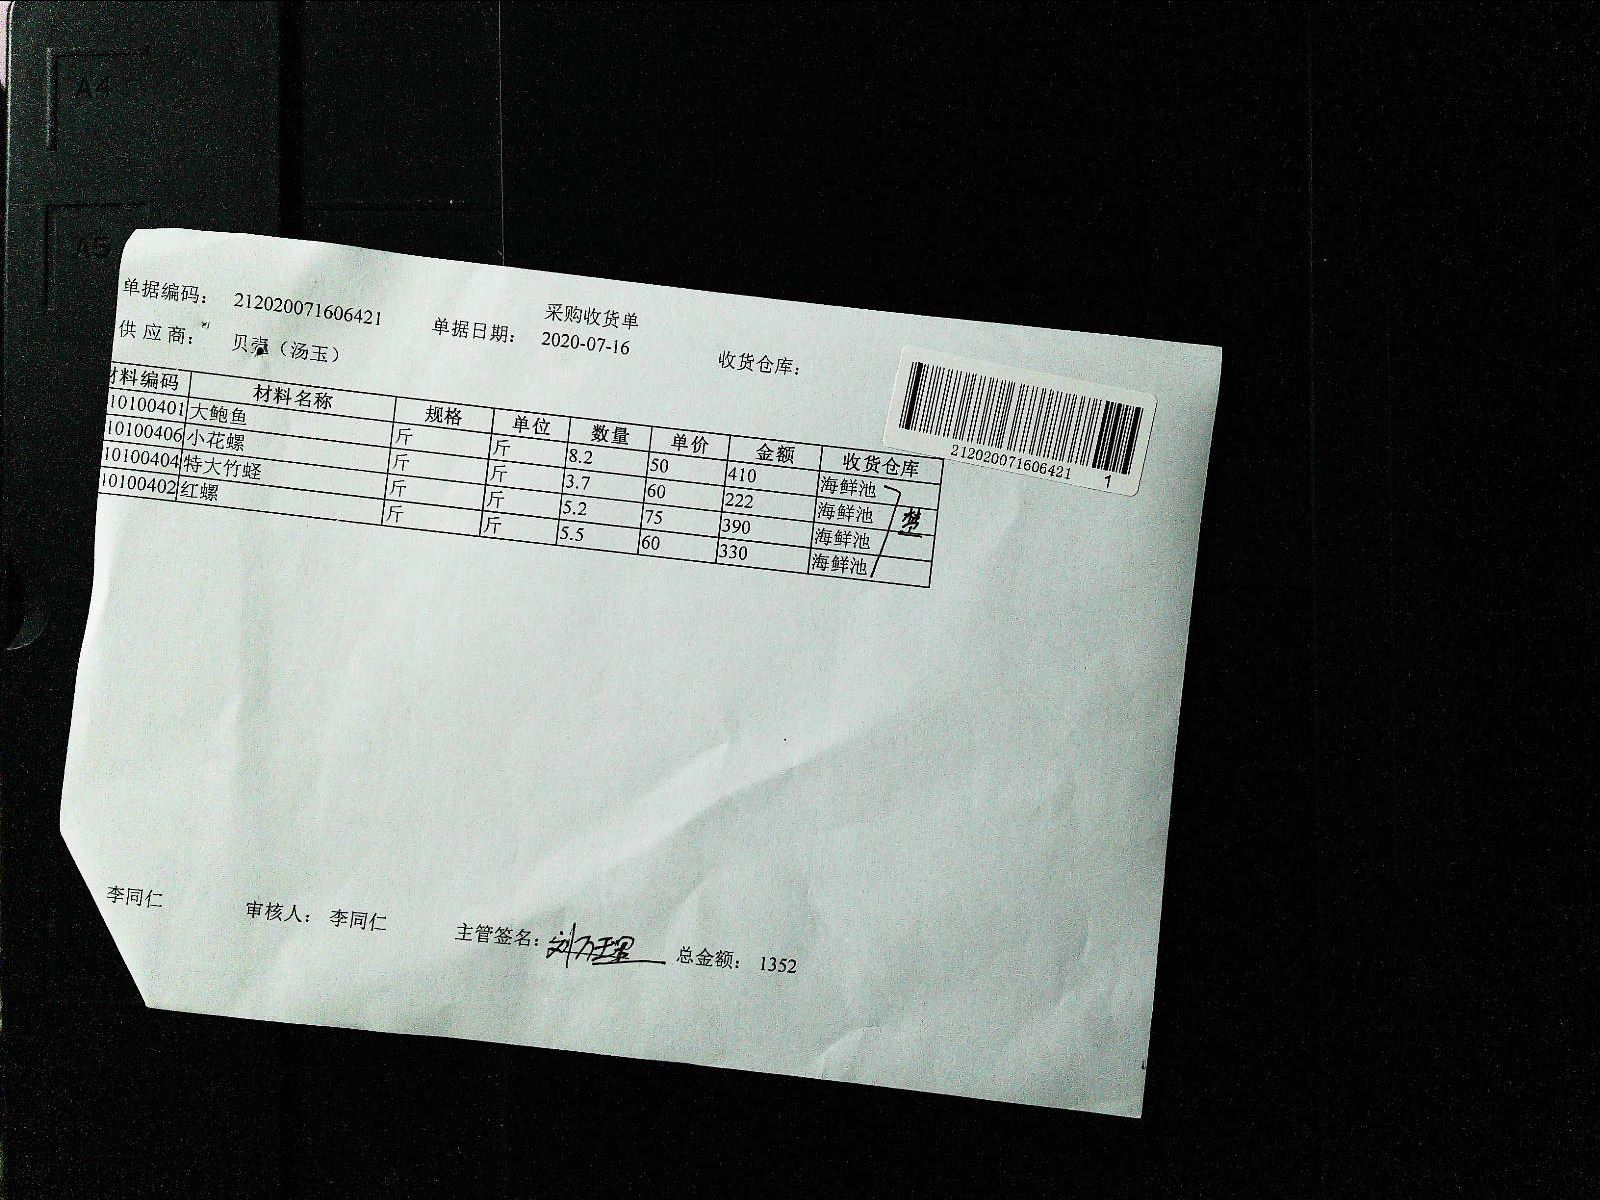 A4
A5
采购收货单
单据编码： 212020071606421 单据日期： 2020-07-16 收货仓库：
供应商： 贝壳（汤玉）
212020071606421 1
材料编码 材料名称 规格 单位 数量 单价 金额 收货仓库
10100401 大鲍鱼 斤 斤 8.2 50 410 海鲜池
10100406 小花螺 斤 斤 3.7 60 222 海鲜池
10100404 特大竹蛏 斤 斤 5.2 75 390 海鲜池
10100402 红螺 斤 斤 5.5 60 330 海鲜池
李同仁 审核人： 李同仁 主管签名： 总金额： 1352